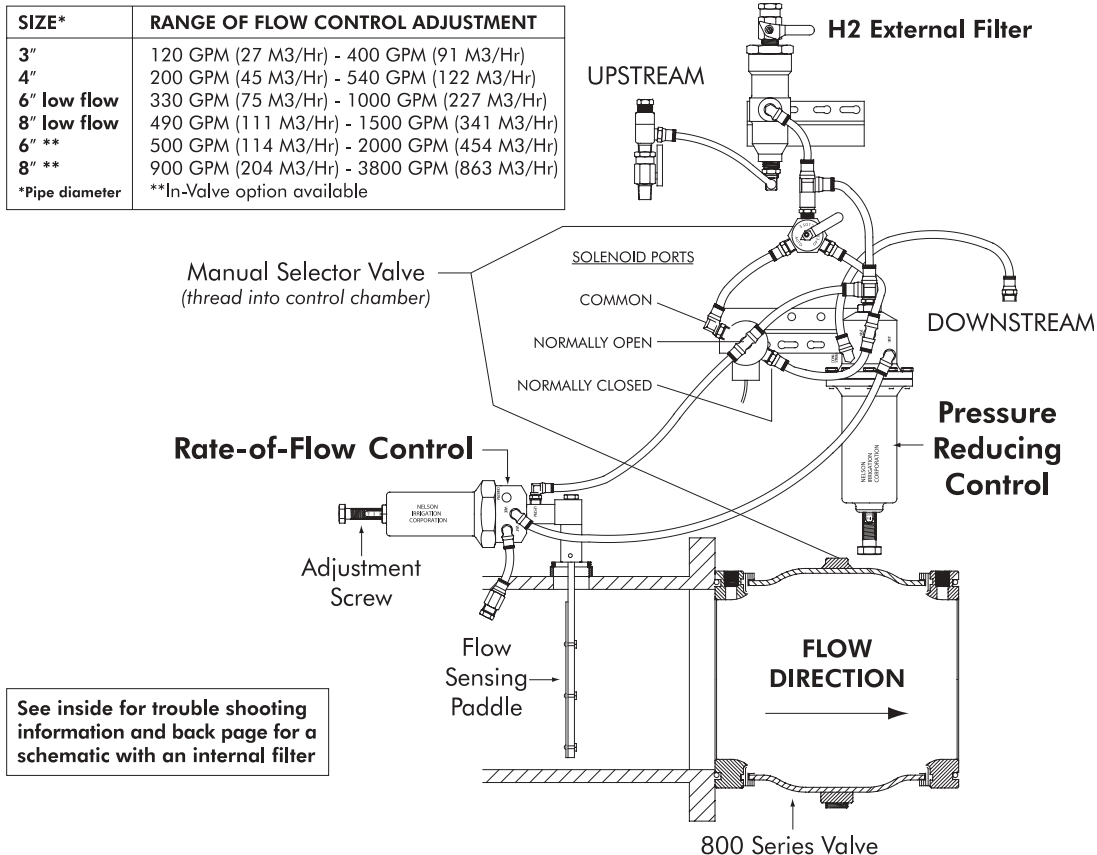 SIZE* RANGE OF FLOW CONTROL ADJUSTMENT
3″ 120 GPM (27 M3/Hr) - 400 GPM (91 M3/Hr)
4″ 200 GPM (45 M3/Hr) - 540 GPM (122 M3/Hr)
6″ low flow 330 GPM (75 M3/Hr) - 1000 GPM (227 M3/Hr)
8″ low flow 490 GPM (111 M3/Hr) - 1500 GPM (341 M3/Hr)
6″ ** 500 GPM (114 M3/Hr) - 2000 GPM (454 M3/Hr)
8″ ** 900 GPM (204 M3/Hr) - 3800 GPM (863 M3/Hr)
*Pipe diameter **In-Valve option available
H2 External Filter
UPSTREAM
Manual Selector Valve
(thread into control chamber)
SOLENOID PORTS
COMMON
NORMALLY OPEN
NORMALLY CLOSED
DOWNSTREAM
Pressure
Reducing
Control
NELSON
IRRIGATION
CORPORATION
Rate-of-Flow Control
NELSON
IRRIGATION
CORPORATION
Adjustment
Screw
Flow
Sensing
Paddle
FLOW
DIRECTION
See inside for trouble shooting
information and back page for a
schematic with an internal filter
800 Series Valve